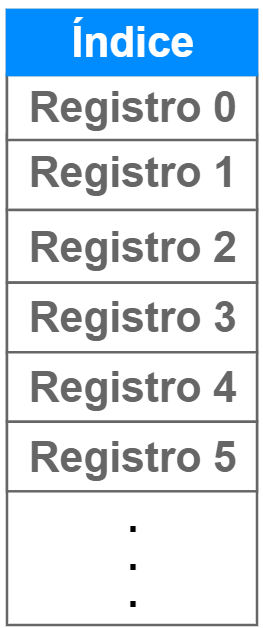 Índice
Registro 0
Registro 1
Registro 2
Registro 3
Registro 4
Registro 5
.
.
.